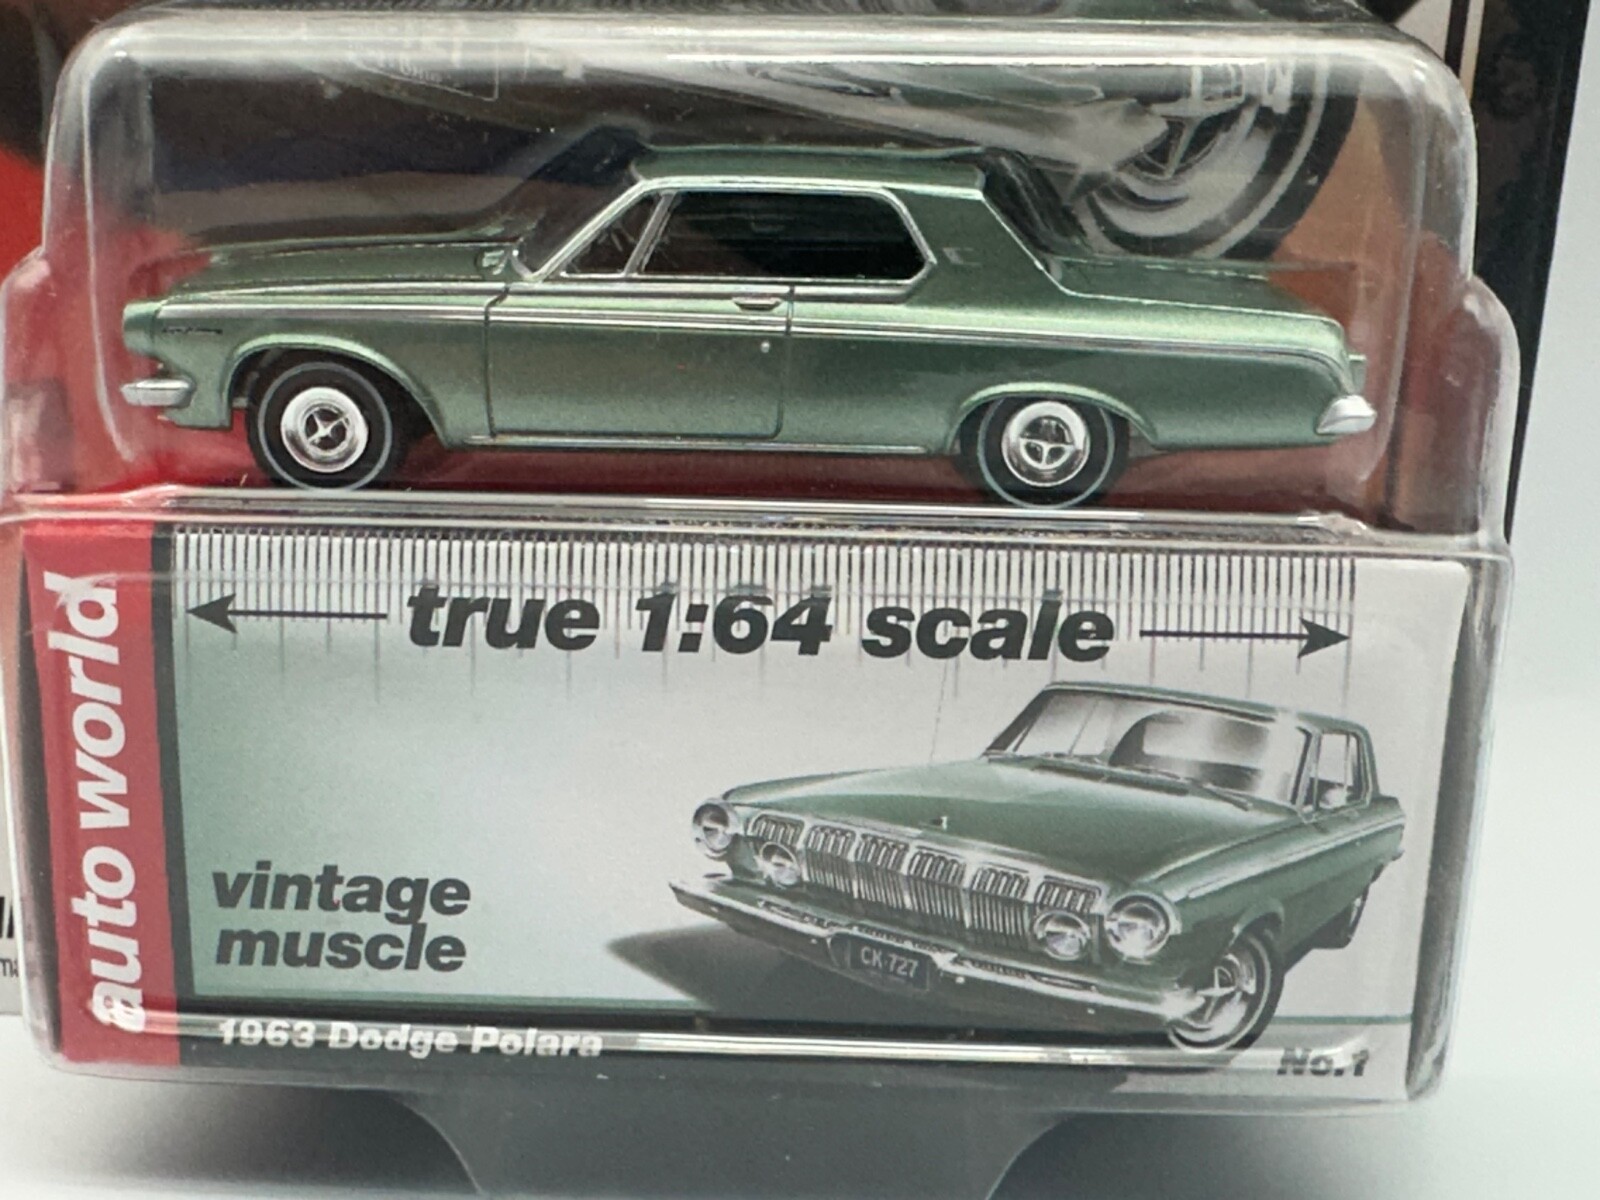 true 1:64 scale
auto world
vintage
muscle
CK 727
1963 Dodge Polara
No.1